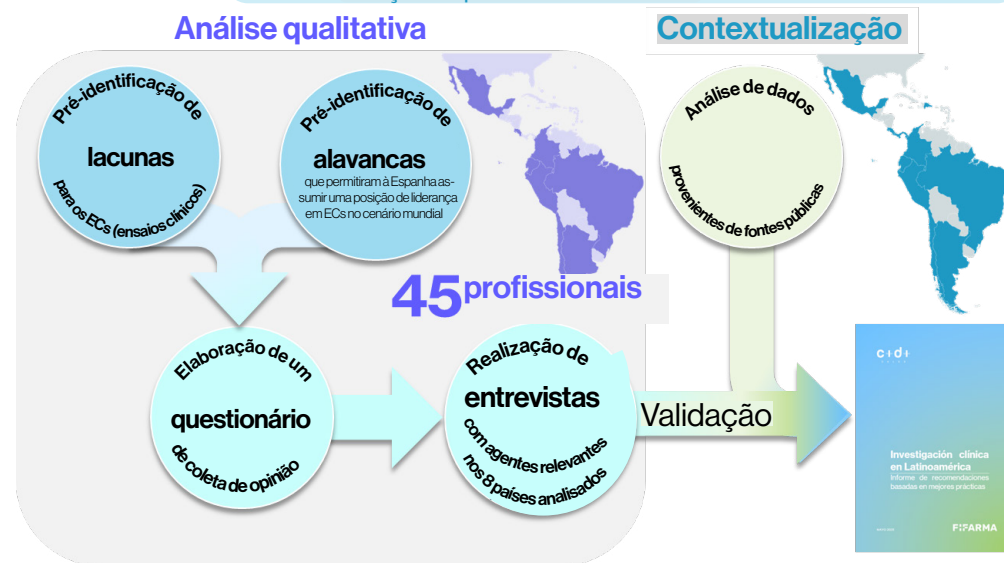 Análise qualitativa
Contextualização
Pré-identificação de
lacunas
para os ECs (ensaios clínicos)
Pré-identificação de
alavancas
que permitiram à Espanha as-
sumir uma posição de liderança
em ECs no cenário mundial
Análise de dados
provenientes de fontes públicas
45 profissionais
Elaboração de um
questionário
de coleta de opinião
Realização de
entrevistas
com agentes relevantes
nos 8 países analisados
Validação
c+d+
Investigación clínica
en Latinoamérica
Informe de recomendaciones
basadas en mejores prácticas
FIFARMA